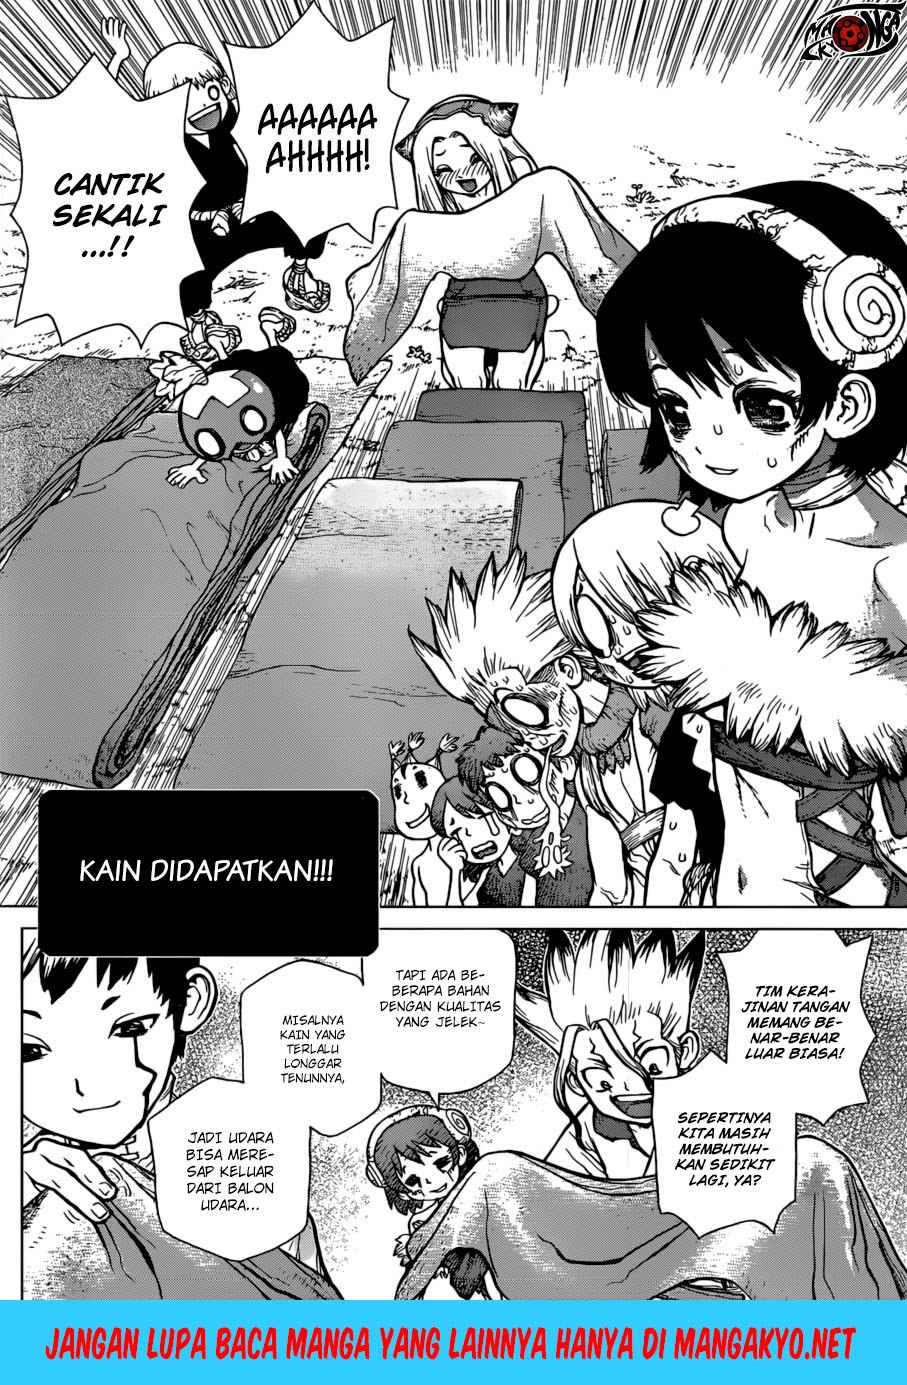 MANGA
KYO
AAAAAA
AHHHH!
CANTIK
SEKALI
...!!
KAIN DIDAPATKAN!!!
TIM KERA-
JINAN TANGAN
MEMANG BE-
NAR-BENAR
LUAR BIASA!
SEPERTINYA
KITA MASIH
MEMBUTUH-
KAN SEDIKIT
LAGI, YA?
TAPI ADA BE-
BERAPA BAHAN
DENGAN KUALITAS
YANG JELEK~
MISALNYA
KAIN YANG
TERLALU
LONGGAR
TENUNNYA,
JADI UDARA
BISA MERE-
SAP KELUAR
DARI BALON
UDARA...
JANGAN LUPA BACA MANGA YANG LAINNYA HANYA DI MANGAKYO.NET